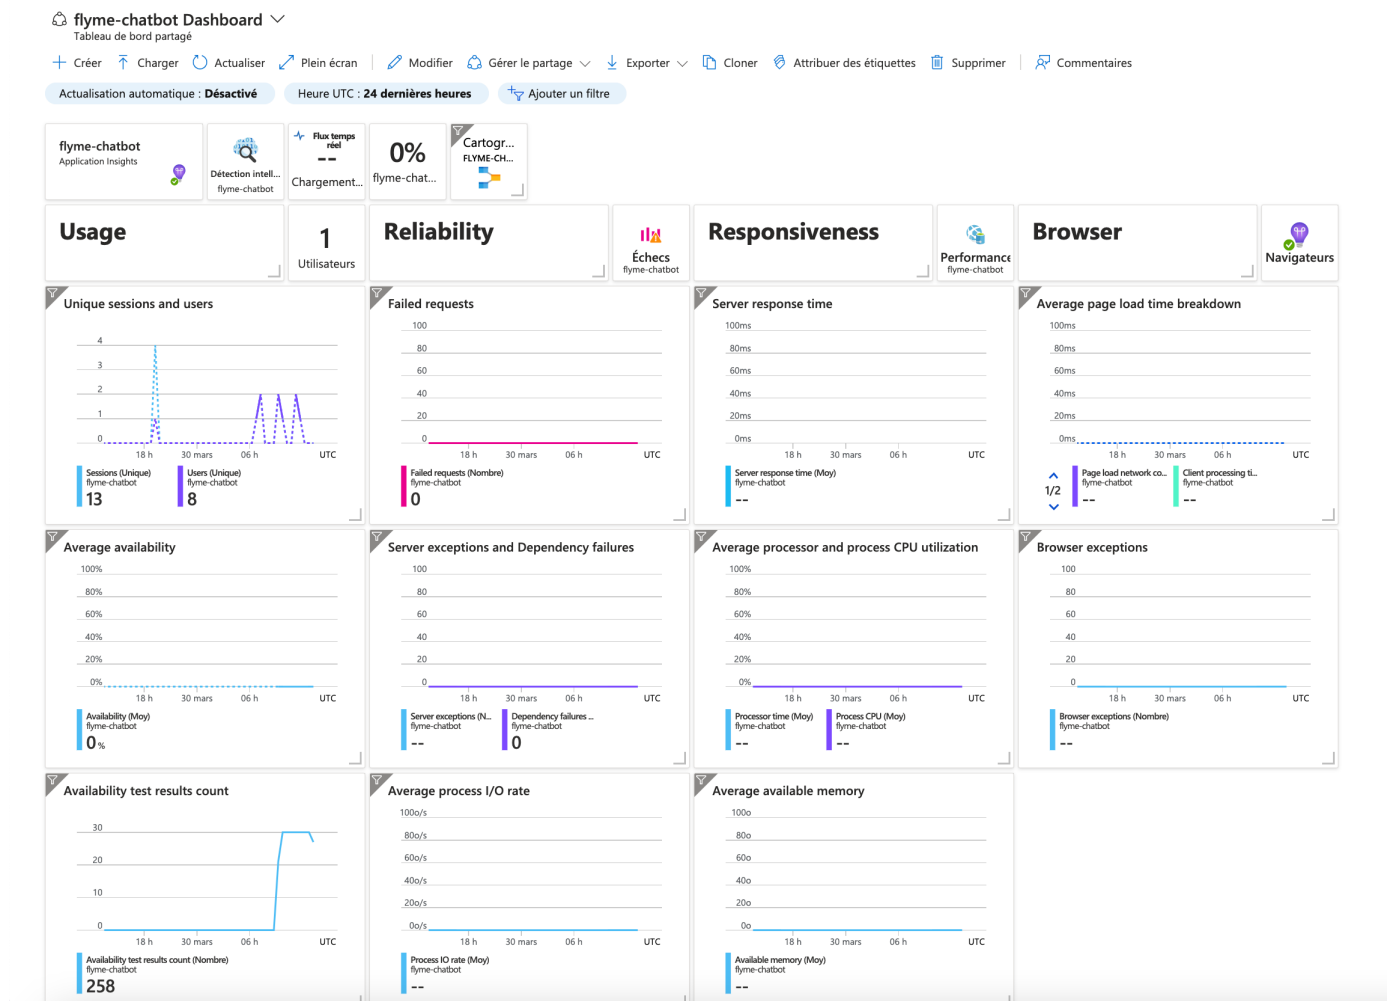 flyme-chatbot Dashboard
Tableau de bord partagé
Créer Charger Actualiser Plein écran Modifier Gérer le partage Exporter Cloner Attribuer des étiquettes Supprimer Commentaires
Actualisation automatique : Désactivé Heure UTC : 24 dernières heures Ajouter un filtre
flyme-chatbot
Application Insights
Détection intell...
flyme-chatbot
Flux temps
réel
--
Chargement...
0%
flyme-chat...
Cartogr...
FLYME-CH...
Usage
1
Utilisateurs
Reliability
Échecs
flyme-chatbot
Responsiveness
Performance
flyme-chatbot
Browser
Navigateurs
Unique sessions and users
4
3
2
1
0
18 h 30 mars 06 h UTC
Sessions (Unique)
flyme-chatbot
13
Users (Unique)
flyme-chatbot
8
Failed requests
100
80
60
40
20
0
18 h 30 mars 06 h UTC
Failed requests (Nombre)
flyme-chatbot
0
Server response time
100ms
80ms
60ms
40ms
20ms
0ms
18 h 30 mars 06 h UTC
Server response time (Moy)
flyme-chatbot
--
Average page load time breakdown
100ms
80ms
60ms
40ms
20ms
0ms
18 h 30 mars 06 h UTC
1/2
Page load network co...
flyme-chatbot
--
Client processing ti...
flyme-chatbot
--
Average availability
100%
80%
60%
40%
20%
0%
18 h 30 mars 06 h UTC
Availability (Moy)
flyme-chatbot
0 %
Server exceptions and Dependency failures
100
80
60
40
20
0
18 h 30 mars 06 h UTC
Server exceptions (N...
flyme-chatbot
--
Dependency failures ...
flyme-chatbot
0
Average processor and process CPU utilization
100%
80%
60%
40%
20%
0%
18 h 30 mars 06 h UTC
Processor time (Moy)
flyme-chatbot
--
Process CPU (Moy)
flyme-chatbot
--
Browser exceptions
100
80
60
40
20
0
18 h 30 mars 06 h UTC
Browser exceptions (Nombre)
flyme-chatbot
--
Availability test results count
30
20
10
0
18 h 30 mars 06 h UTC
Availability test results count (Nombre)
flyme-chatbot
258
Average process I/O rate
100o/s
80o/s
60o/s
40o/s
20o/s
0o/s
18 h 30 mars 06 h UTC
Process IO rate (Moy)
flyme-chatbot
--
Average available memory
100o
80o
60o
40o
20o
0o
18 h 30 mars 06 h UTC
Available memory (Moy)
flyme-chatbot
--